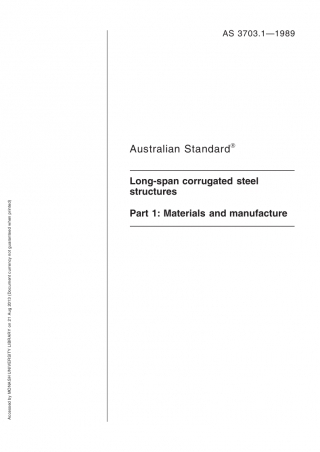 AS 3703.1—1989
Australian Standard®
Long-span corrugated steel
structures
Part 1: Materials and manufacture
Accessed by MONASH UNIVERSITY LIBRARY on 21 Aug 2013 (Document currency not guaranteed when printed)